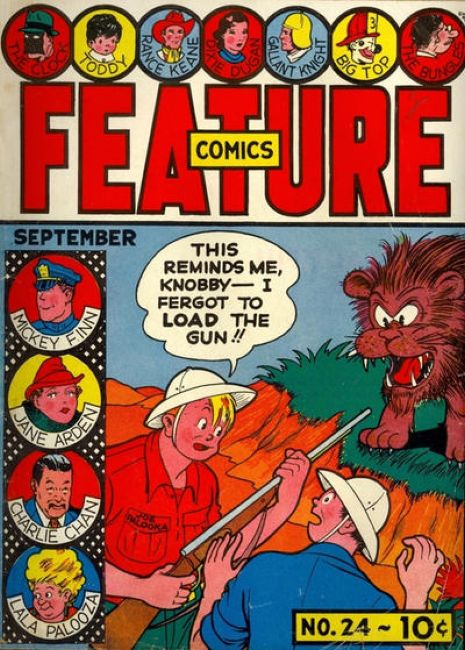 THE CLOCK
TODDY
RANCE KEANE
DIXIE DUGAN
GALLANT KNIGHT
3
BIG TOP
THE BUNGLES
FEATURE
COMICS
SEPTEMBER
MICKEY FINN
JANE ARDEN
CHARLIE CHAN
LALA PALOOZA
THIS
REMINDS ME,
KNOBBY— I
FERGOT TO
LOAD THE
GUN!!
JOE
PALOOKA
NO. 24 ~ 10¢